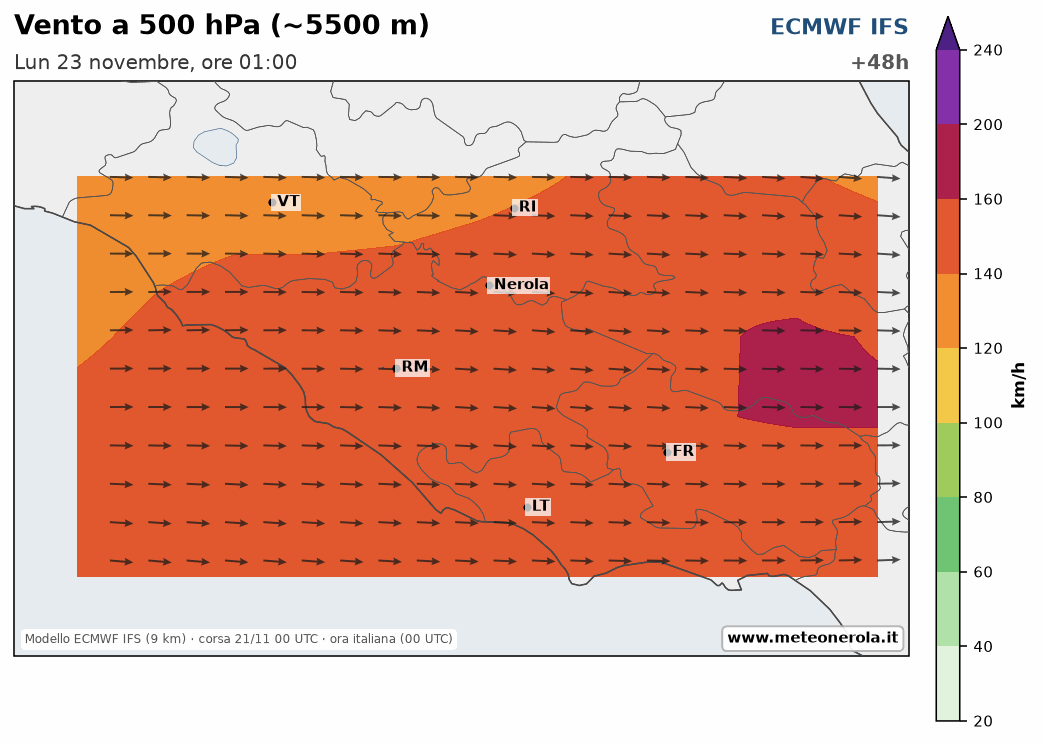 Vento a 500 hPa (~5500 m)
ECMWF IFS
Lun 23 novembre, ore 01:00
+48h
240
200
160
140
120
100
80
60
40
20
km/h
VT
RI
Nerola
RM
FR
LT
Modello ECMWF IFS (9 km) · corsa 21/11 00 UTC · ora italiana (00 UTC)
www.meteonerola.it